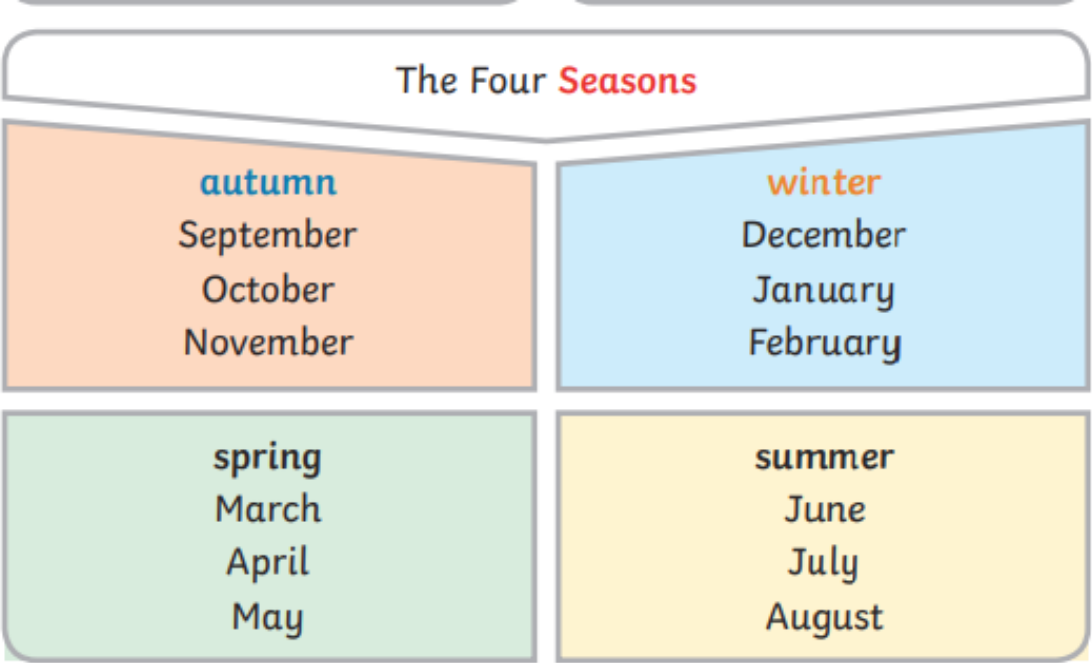 The Four Seasons
autumn
September
October
November
winter
December
January
February
spring
March
April
May
summer
June
July
August